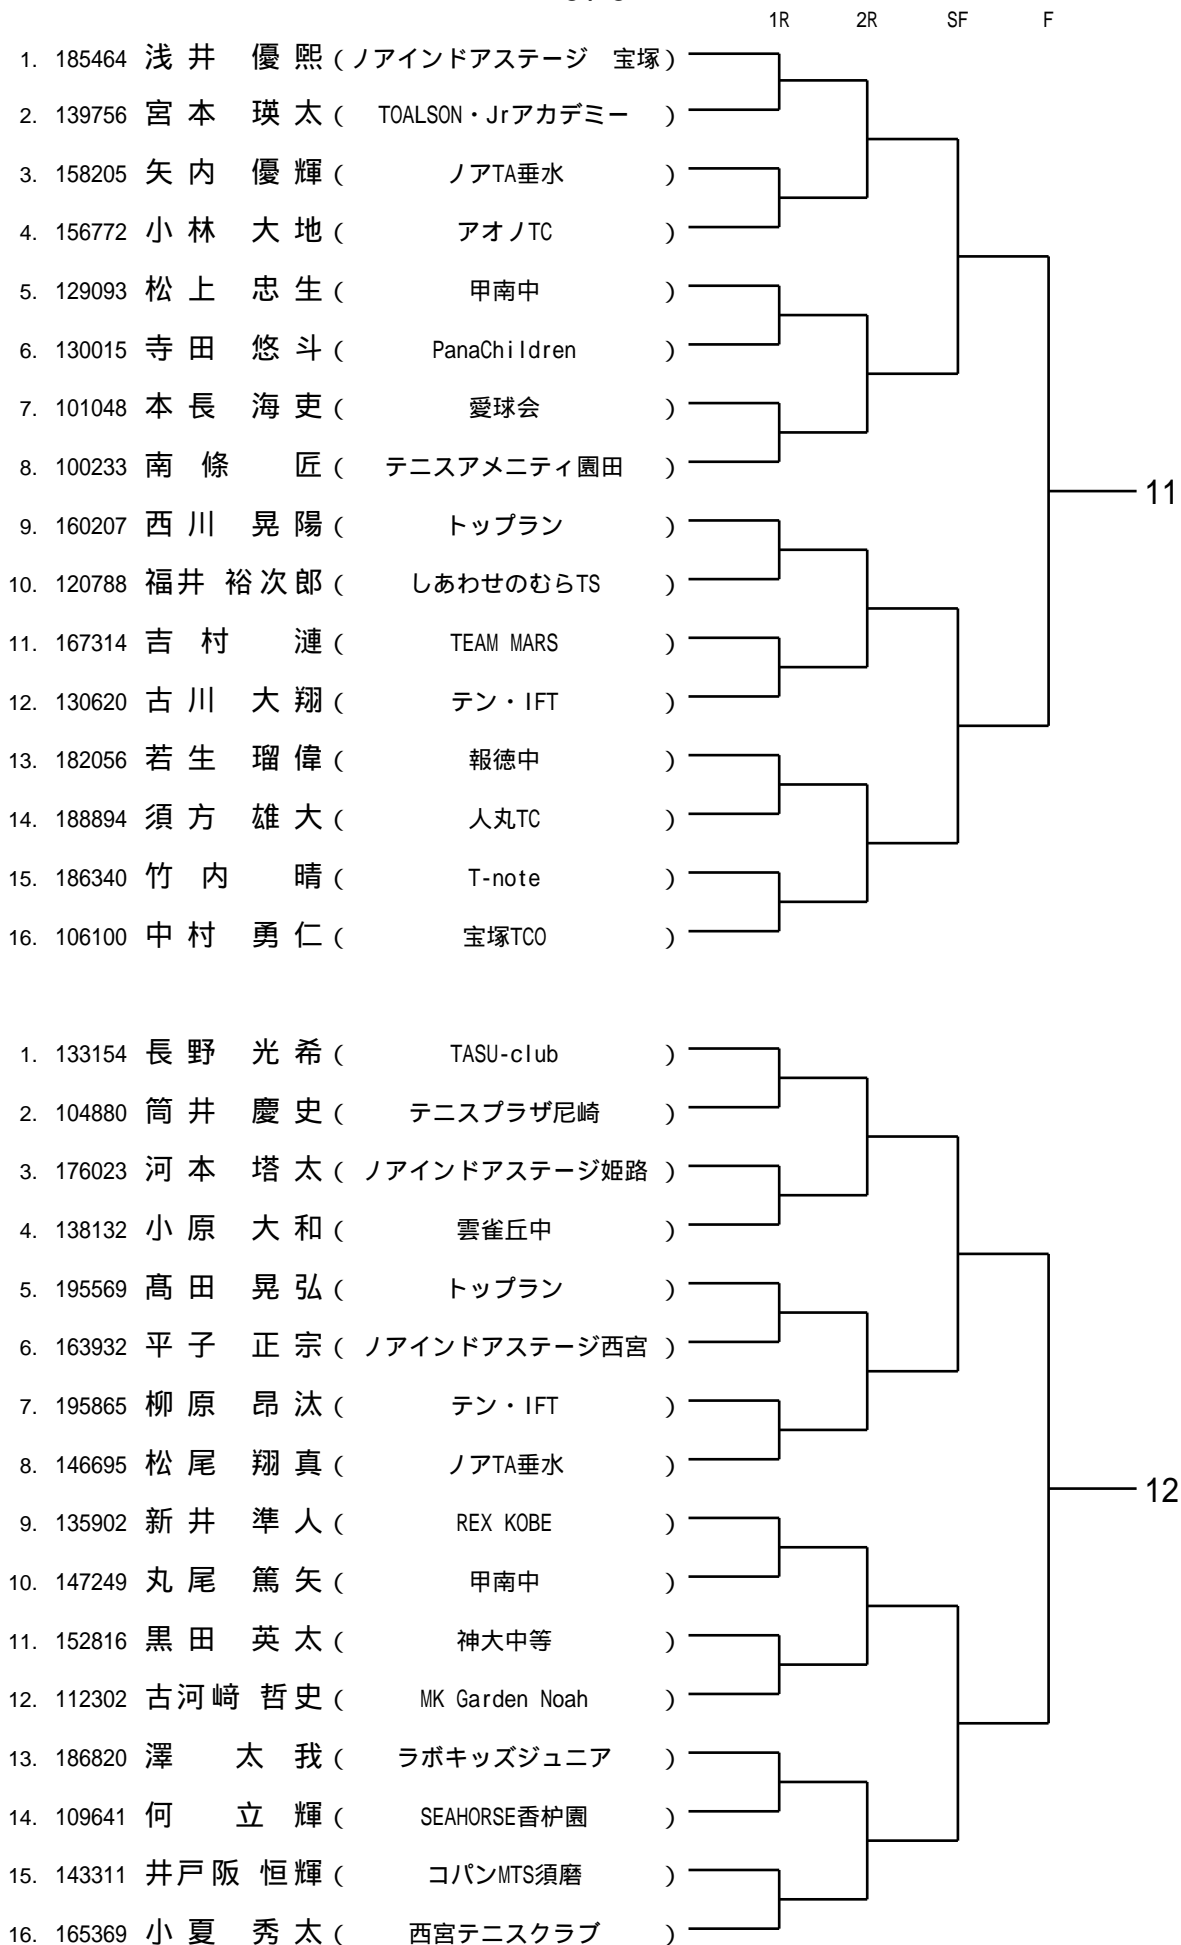 1R 2R SF F
1. 185464 浅井 優熙 (ノアインドアステージ 宝塚)
2. 139756 宮本 瑛太 ( TOALSON・Jrアカデミー )
3. 158205 矢内 優輝 ( ノアTA垂水 )
4. 156772 小林 大地 ( アオノTC )
5. 129093 松上 忠生 ( 甲南中 )
6. 130015 寺田 悠斗 ( PanaChildren )
7. 101048 本長 海吏 ( 愛球会 )
8. 100233 南條 匠 ( テニスアメニティ園田 )
11
9. 160207 西川 晃陽 ( トップラン )
10. 120788 福井 裕次郎 ( しあわせのむらTS )
11. 167314 吉村 漣 ( TEAM MARS )
12. 130620 古川 大翔 ( テン・IFT )
13. 182056 若生 瑠偉 ( 報徳中 )
14. 188894 須方 雄大 ( 人丸TC )
15. 186340 竹内 晴 ( T-note )
16. 106100 中村 勇仁 ( 宝塚TCO )
1. 133154 長野 光希 ( TASU-club )
2. 104880 筒井 慶史 ( テニスプラザ尼崎 )
3. 176023 河本 塔太 ( ノアインドアステージ姫路 )
4. 138132 小原 大和 ( 雲雀丘中 )
5. 195569 髙田 晃弘 ( トップラン )
6. 163932 平子 正宗 ( ノアインドアステージ西宮 )
7. 195865 柳原 昂汰 ( テン・IFT )
8. 146695 松尾 翔真 ( ノアTA垂水 )
12
9. 135902 新井 準人 ( REX KOBE )
10. 147249 丸尾 篤矢 ( 甲南中 )
11. 152816 黒田 英太 ( 神大中等 )
12. 112302 古河﨑 哲史 ( MK Garden Noah )
13. 186820 澤 太我 ( ラボキッズジュニア )
14. 109641 何 立輝 ( SEAHORSE香枦園 )
15. 143311 井戸阪 恒輝 ( コパンMTS須磨 )
16. 165369 小夏 秀太 ( 西宮テニスクラブ )